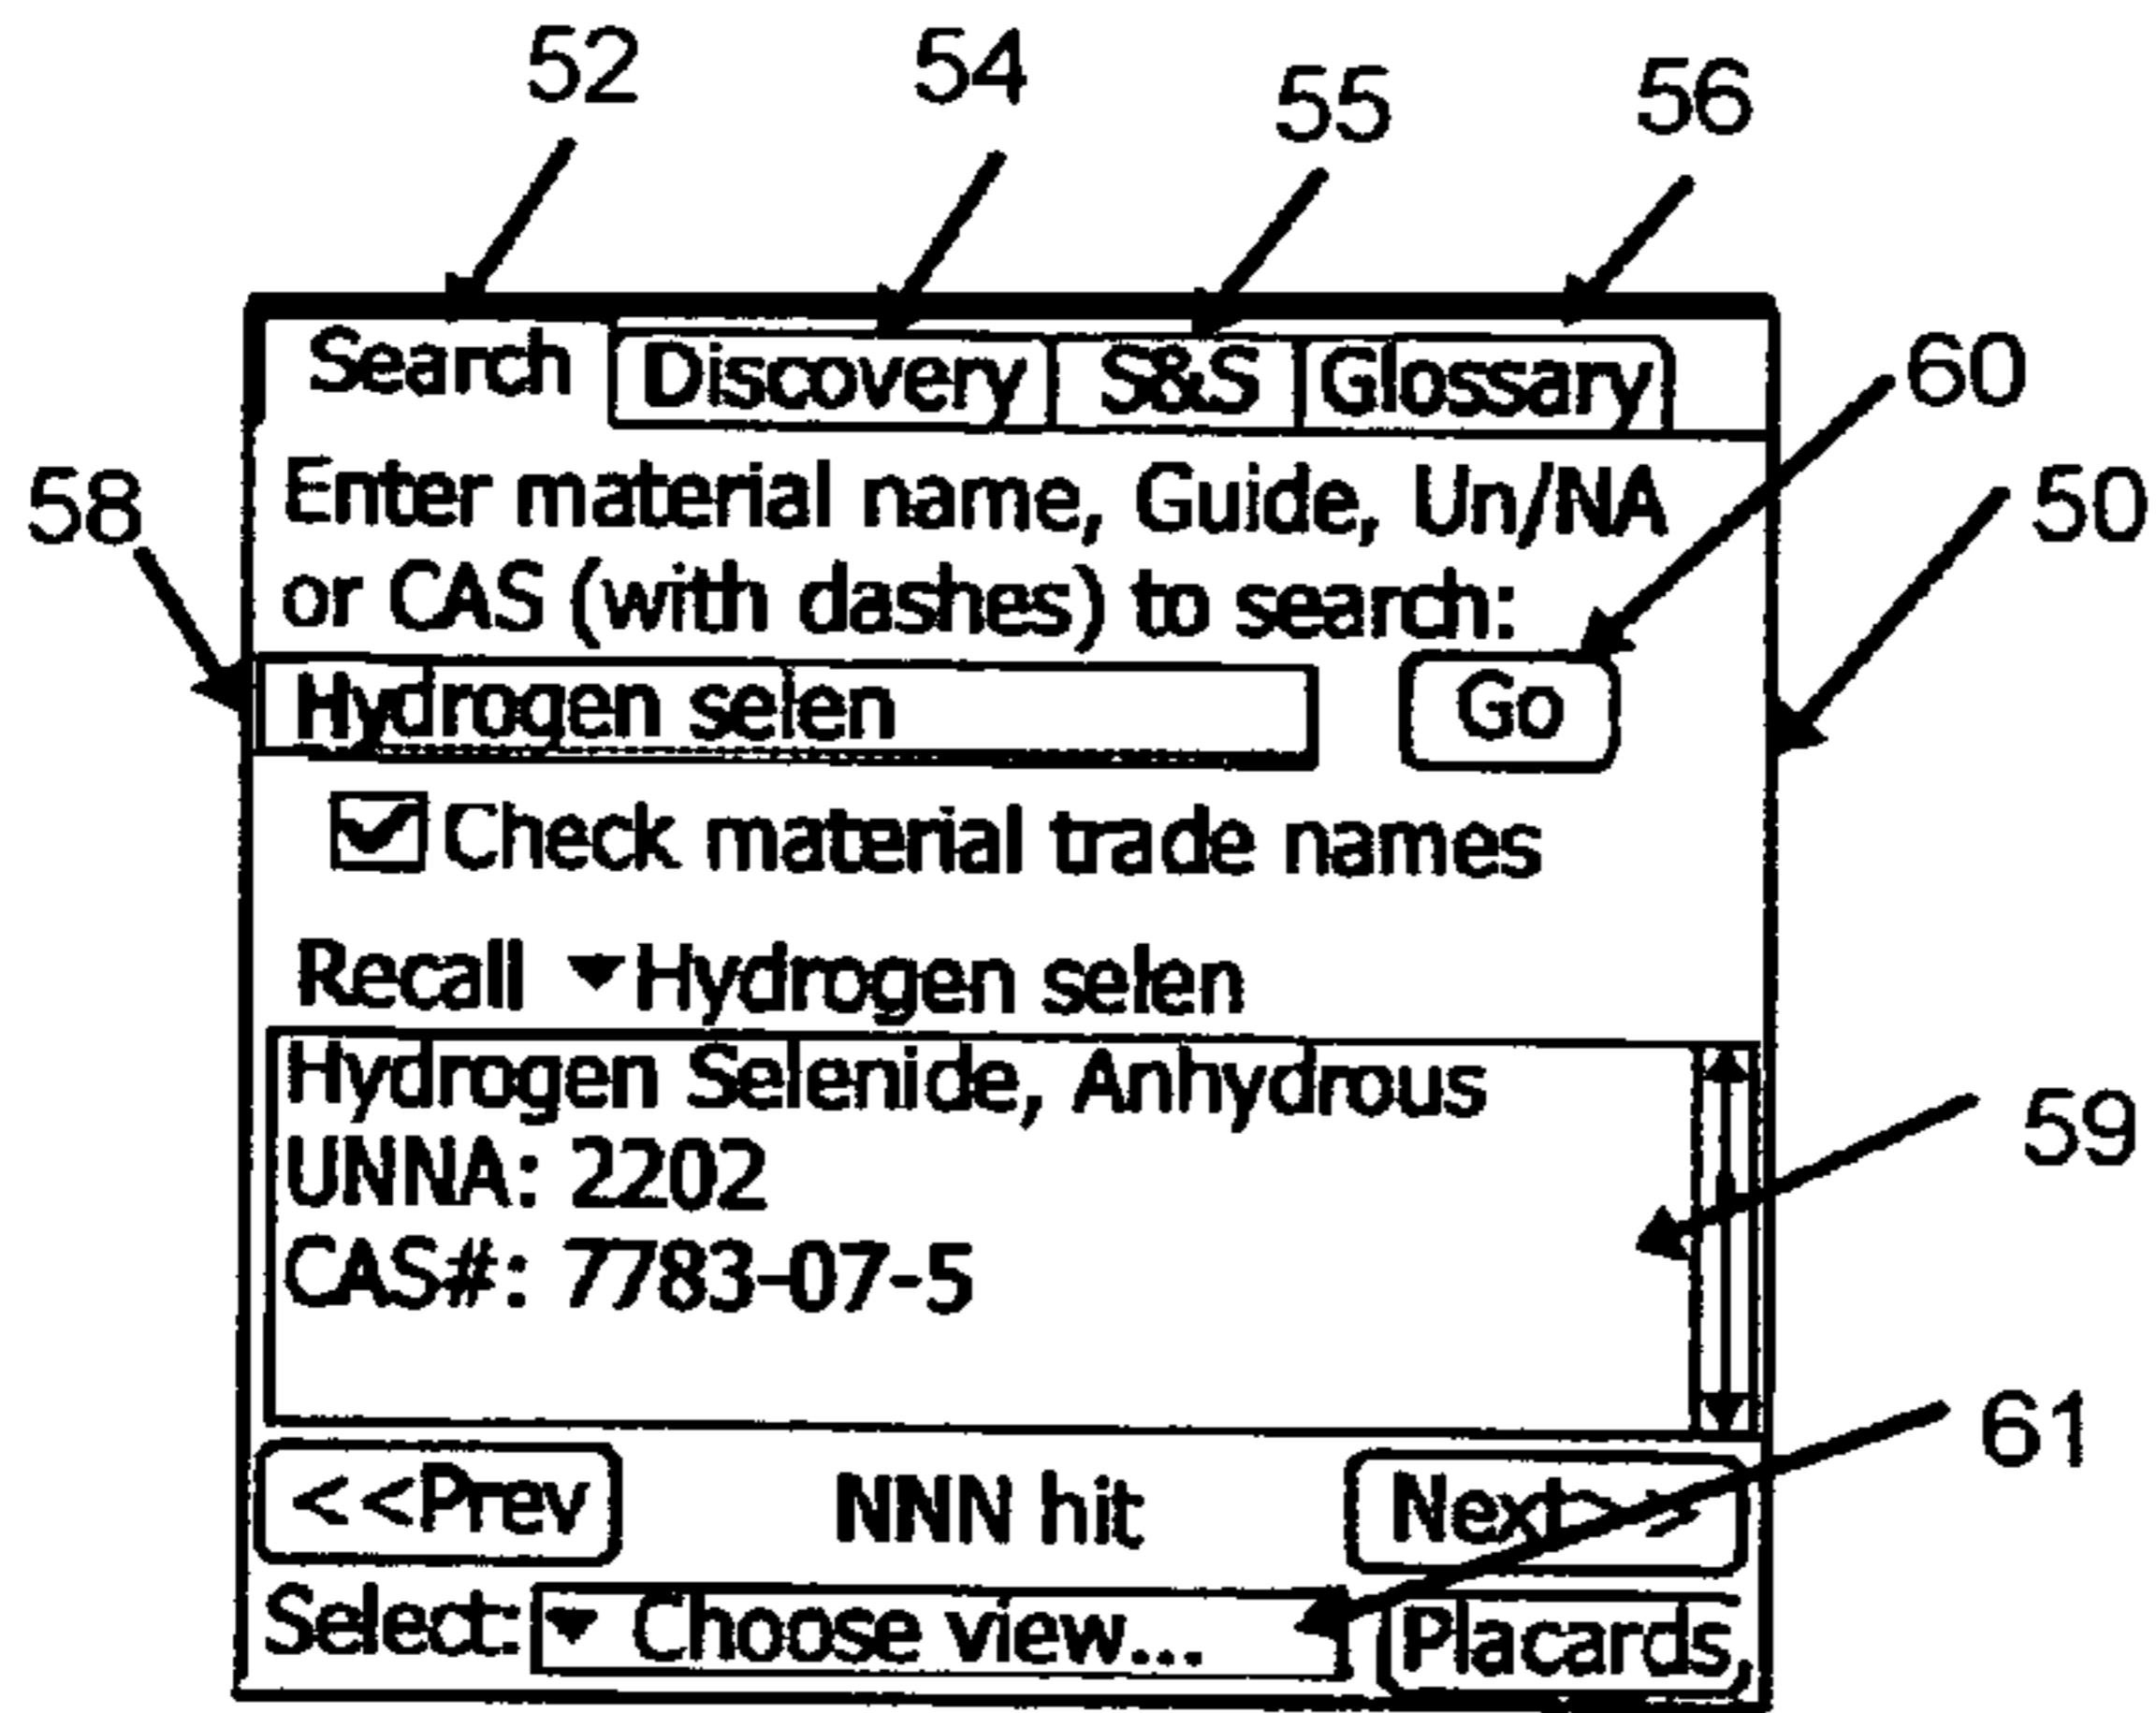 52 54 55 56
Search Discovery S&S Glossary
60
Enter material name, Guide, Un/NA
58
50
or CAS (with dashes) to search:
Hydrogen selen Go
Check material trade names
Recall Hydrogen selen
Hydrogen Selenide, Anhydrous
59
UNNA: 2202
CAS#: 7783-07-5
61
<<Prev NNN hit Next>>
Select: Choose view... Placards